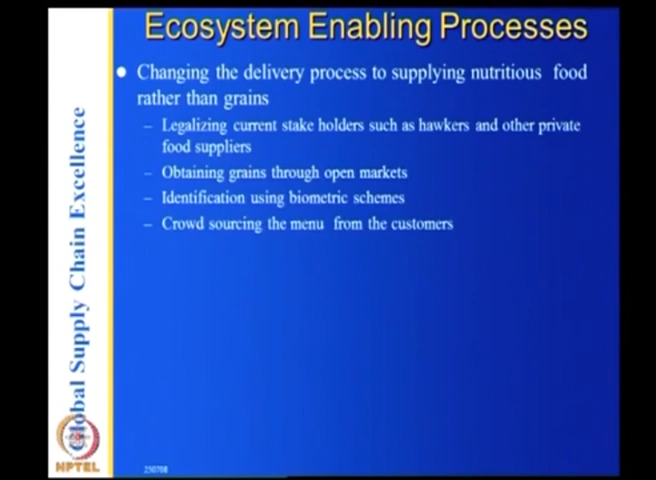 Ecosystem Enabling Processes
Changing the delivery process to supplying nutritious food
rather than grains
– Legalizing current stake holders such as hawkers and other private
food suppliers
– Obtaining grains through open markets
– Identification using biometric schemes
– Crowd sourcing the menu from the customers
Global Supply Chain Excellence
NPTEL
250708